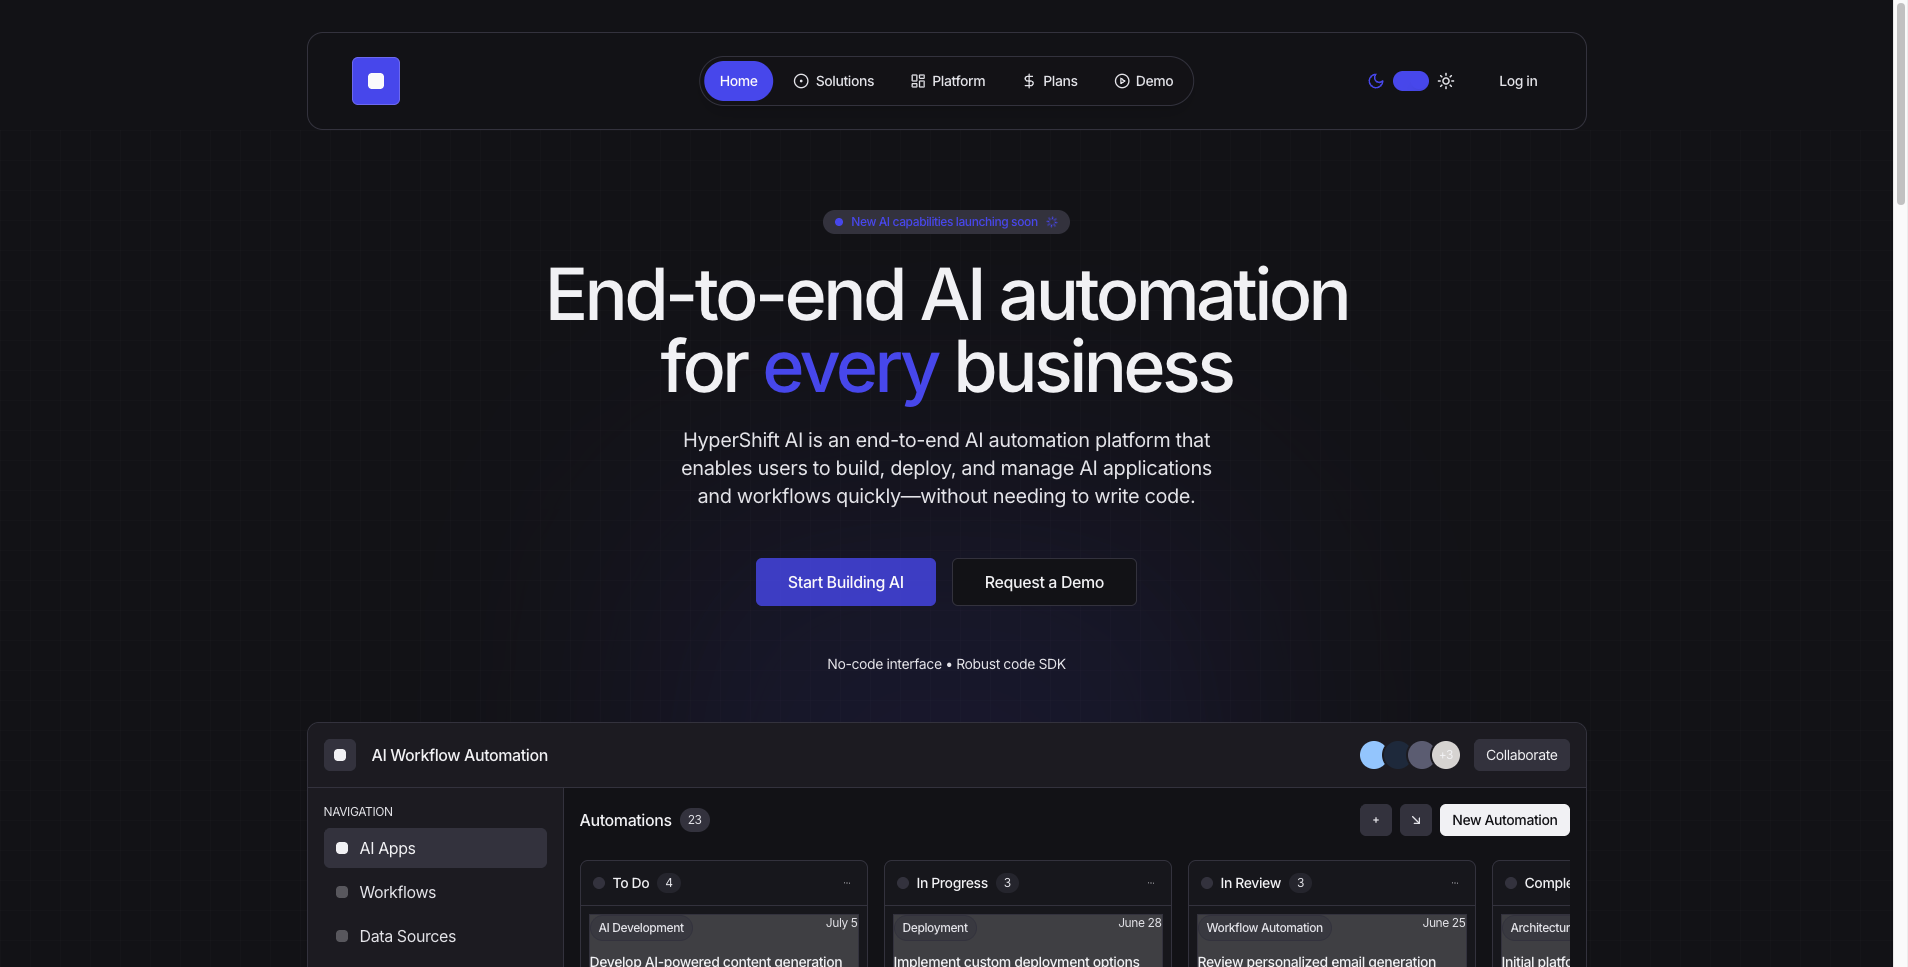 Home
Solutions
Platform
Plans
Demo
Log in
New AI capabilities launching soon
End-to-end AI automation
for every business
HyperShift AI is an end-to-end AI automation platform that
enables users to build, deploy, and manage AI applications
and workflows quickly—without needing to write code.
Start Building AI
Request a Demo
No-code interface • Robust code SDK
AI Workflow Automation
+3
Collaborate
NAVIGATION
AI Apps
Workflows
Data Sources
Automations 23
New Automation
To Do 4
AI Development
July 5
Develop AI-powered content generation
In Progress 3
Deployment
June 28
Implement custom deployment options
In Review 3
Workflow Automation
June 25
Review personalized email generation
Comple
Architectur
Initial platfo